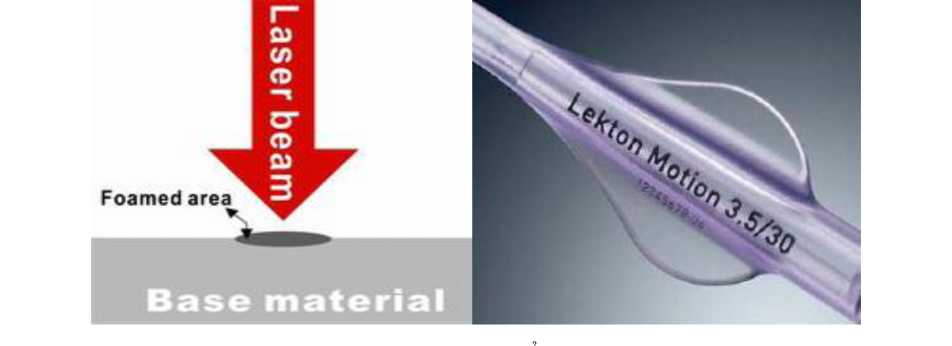 Laser beam
Foamed area
Base material
Lekton Motion 3.5/30
?